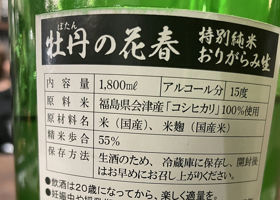 ぼたん
牡丹の花春
特別純米
おりがらみ生
内容量 1,800㎖ アルコール分 15度
原料米 福島県会津産「コシヒカリ」100%使用
原材料名 米(国産)、米麹(国産米)
精米歩合 55%
保存方法 生酒のため、冷蔵庫に保存し、開封後
はお早めにお召し上がりください。
●飲酒は20歳になってから。楽しく適量を。